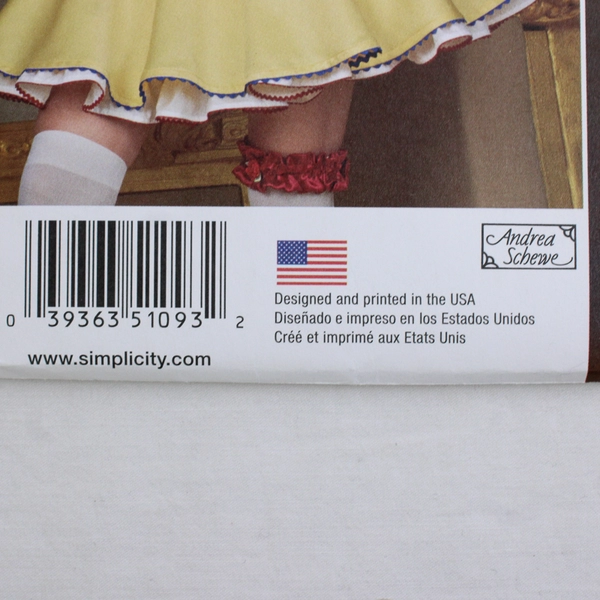 Andrea
Schewe
0 39363 51093 2
www.simplicity.com
Designed and printed in the USA
Diseñado e impreso en los Estados Unidos
Créé et imprimé aux Etats Unis